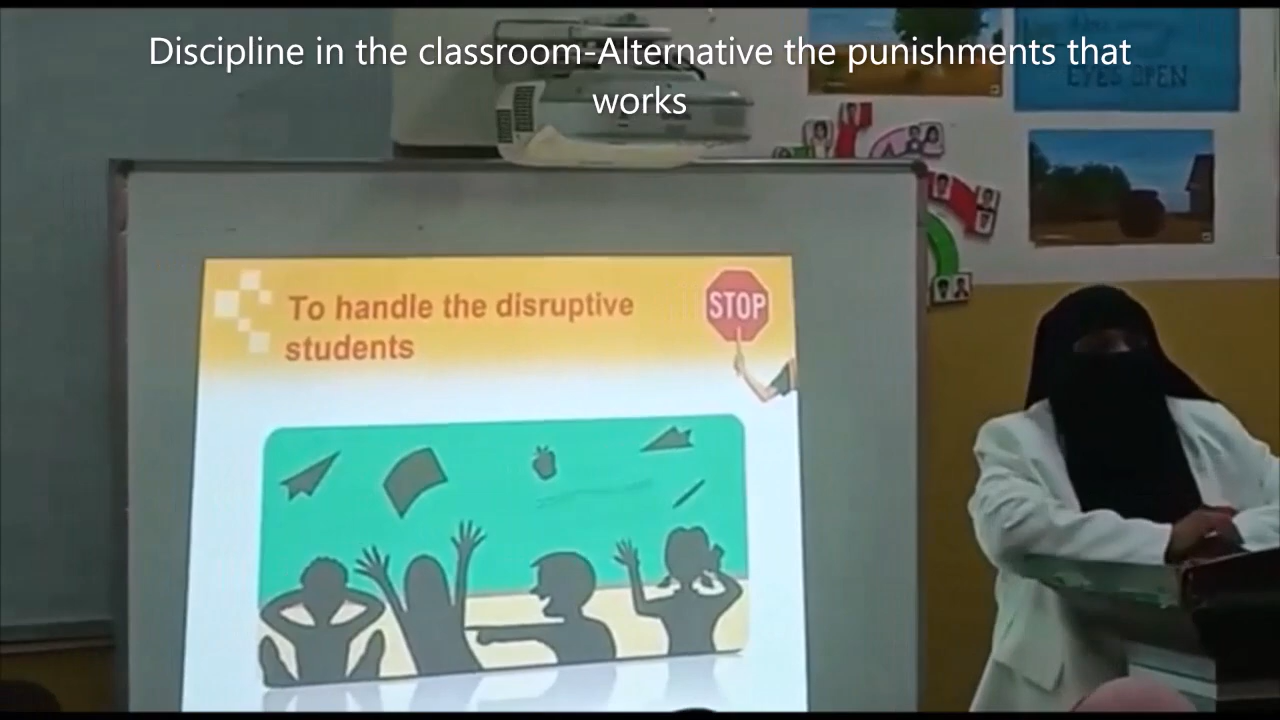 Discipline in the classroom-Alternative the punishments that
works
EYES OPEN
To handle the disruptive
students
STOP